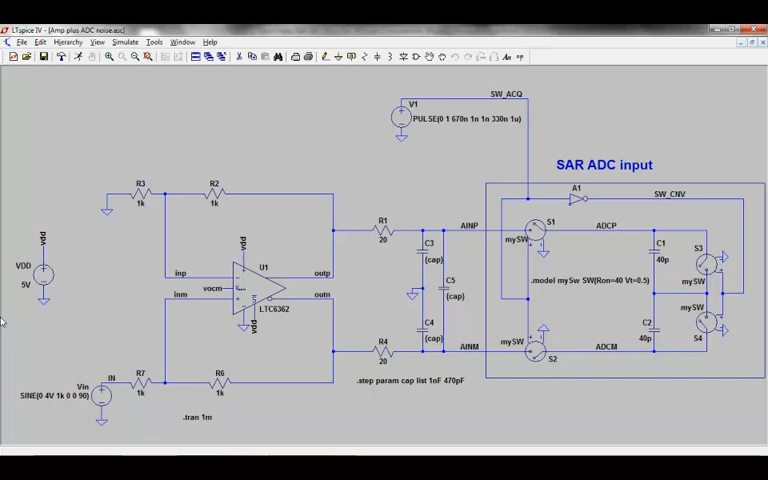 LTspice IV - [Amp plus ADC noise.asc]
File Edit Hierarchy View Simulate Tools Window Help
SW_ACQ
V1
PULSE(0 1 670n 1n 1n 330n 1u)
SAR ADC input
R3
1k
R2
1k
A1
SW_CNV
R1
20
AINP
S1
mySW
ADCP
C3
{cap}
C5
{cap}
C1
40p
S3
mySW
vdd
VDD
5V
vdd
U1
inp
outp
vocm
inm
outn
LTC6362
vdd
.model mySw SW(Ron=40 Vt=0.5)
C4
{cap}
C2
40p
mySW
S4
R4
20
AINM
mySW
S2
ADCM
.step param cap list 1nF 470pF
Vin
IN
SINE(0 4V 1k 0 0 90)
R7
1k
R6
1k
.tran 1m